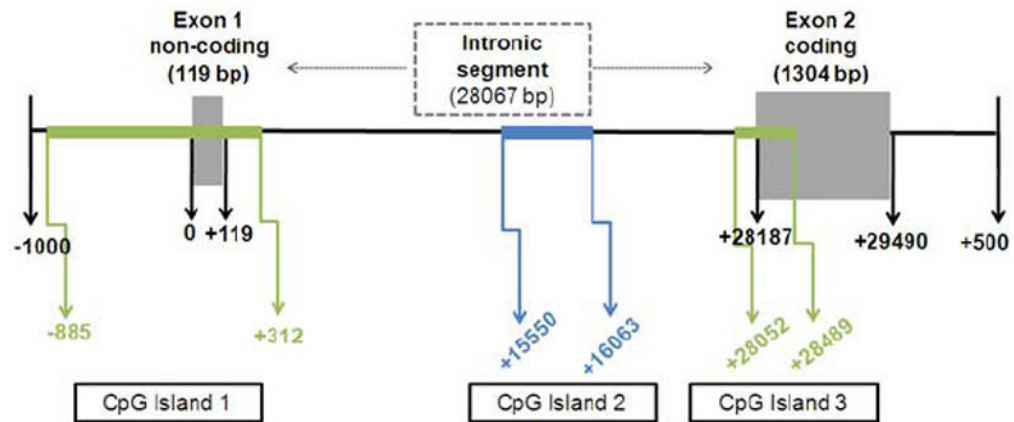 Exon 1
non-coding
(119 bp)
Intronic
segment
(28067 bp)
Exon 2
coding
(1304 bp)
-1000
0
+119
+28187
+29490
+500
-885
+312
+15550
+16063
+28052
+28489
CpG Island 1
CpG Island 2
CpG Island 3